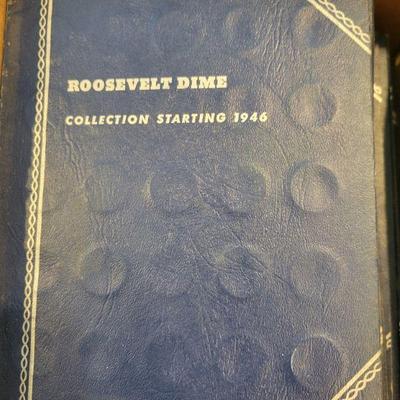 ROOSEVELT DIME
COLLECTION STARTING 1946